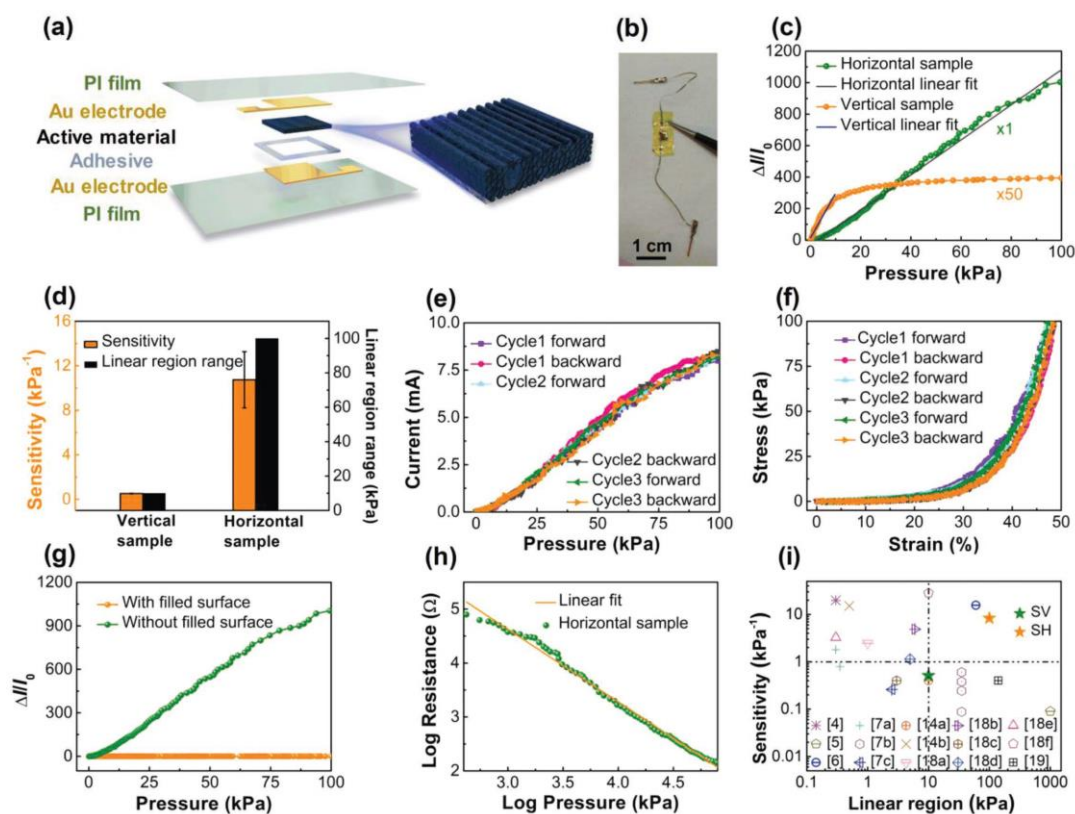 (a)
PI film
Au electrode
Active material
Adhesive
Au electrode
PI film
(b)
1 cm
(c)
1200
1000
800
600
400
200
0
ΔI/I0
Horizontal sample
Horizontal linear fit
Vertical sample
Vertical linear fit
x1
x50
0 20 40 60 80 100
Pressure (kPa)
(d)
16
12
8
4
0
Sensitivity (kPa-1)
Sensitivity
Linear region range
100
80
60
40
20
0
Linear region range (kPa)
Vertical sample
Horizontal sample
(e)
10.0
7.5
5.0
2.5
0.0
Current (mA)
Cycle1 forward
Cycle1 backward
Cycle2 forward
Cycle2 backward
Cycle3 forward
Cycle3 backward
0 25 50 75 100
Pressure (kPa)
(f)
100
75
50
25
0
Stress (kPa)
Cycle1 forward
Cycle1 backward
Cycle2 forward
Cycle2 backward
Cycle3 forward
Cycle3 backward
0 10 20 30 40 50
Strain (%)
(g)
1200
900
600
300
0
ΔI/I0
With filled surface
Without filled surface
0 25 50 75 100
Pressure (kPa)
(h)
6
5
4
3
2
Log Resistance (Ω)
Linear fit
Horizontal sample
3.0 3.5 4.0 4.5
Log Pressure (kPa)
(i)
10
1
0.1
0.01
Sensitivity (kPa-1)
SV
SH
[4] [7a] [14a] [18b] [18e]
[5] [7b] [14b] [18c] [18f]
[6] [7c] [18a] [18d] [19]
0.1 1 10 100 1000
Linear region (kPa)